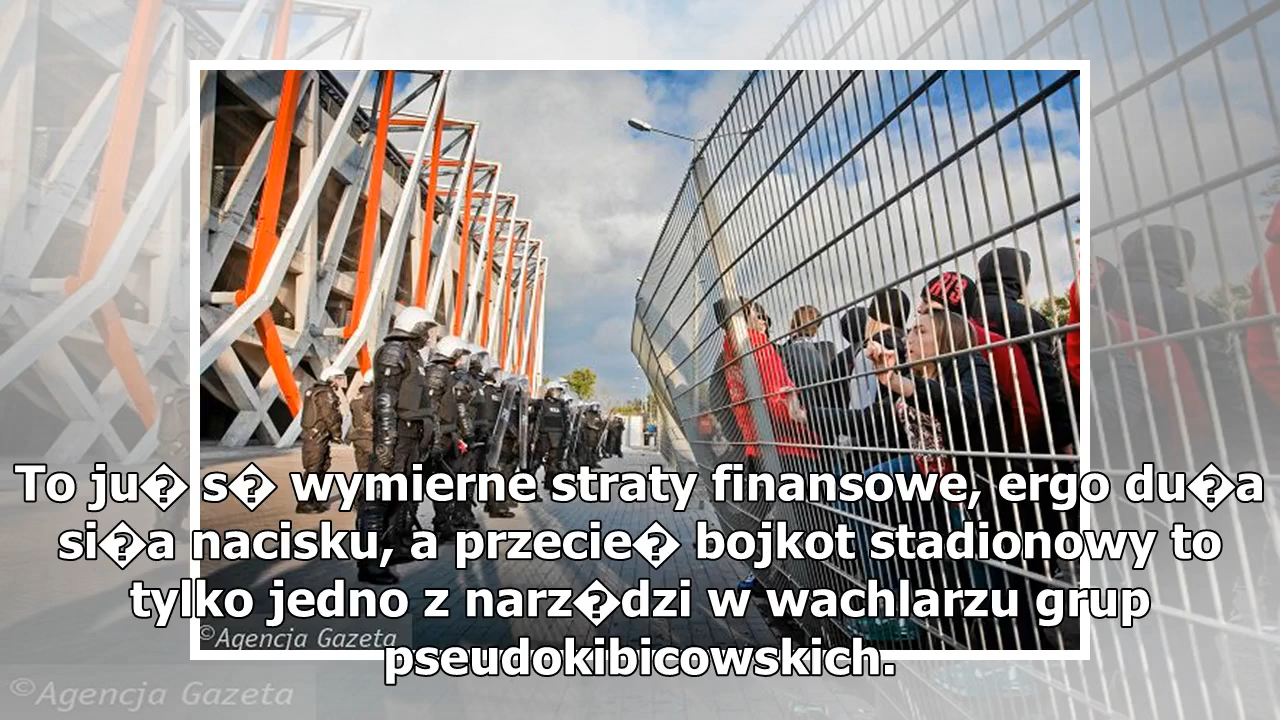 To ju� s� wymierne straty finansowe, ergo du�a
si�a nacisku, a przecie� bojkot stadionowy to
tylko jedno z narz�dzi w wachlarzu grup
pseudokibicowskich.
©Agencja Gazeta
©Agencja Gazeta